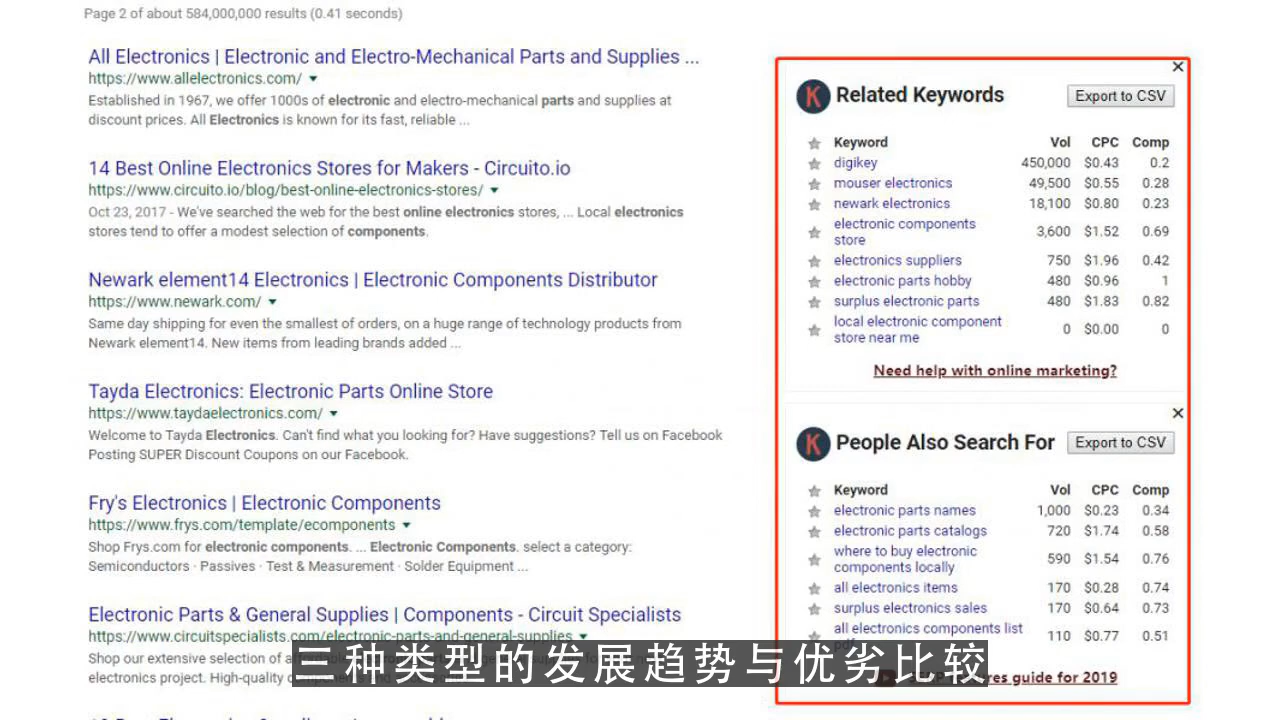 Page 2 of about 584,000,000 results (0.41 seconds)
All Electronics | Electronic and Electro-Mechanical Parts and Supplies ...
https://www.allelectronics.com/
Established in 1967, we offer 1000s of electronic and electro-mechanical parts and supplies at
discount prices. All Electronics is known for its fast, reliable ...
14 Best Online Electronics Stores for Makers - Circuito.io
https://www.circuito.io/blog/best-online-electronics-stores/
Oct 23, 2017 - We've searched the web for the best online electronics stores, ... Local electronics
stores tend to offer a modest selection of components.
Newark element14 Electronics | Electronic Components Distributor
https://www.newark.com/
Same day shipping for even the smallest of orders, on a huge range of technology products from
Newark element14. New items from leading brands added ...
Tayda Electronics: Electronic Parts Online Store
https://www.taydaelectronics.com/
Welcome to Tayda Electronics. Can't find what you looking for? Have suggestions? Tell us on Facebook
Posting SUPER Discount Coupons on our Facebook.
Fry's Electronics | Electronic Components
https://www.frys.com/template/ecomponents
Shop Frys.com for electronic components. ... Electronic Components. select a category:
Semiconductors · Passives · Test & Measurement · Solder Equipment ...
Electronic Parts & General Supplies | Components - Circuit Specialists
https://www.circuitspecialists.com/electronic-parts-and-general-supplies
Shop our extensive selection of
electronics project. High-quality
K Related Keywords Export to CSV
Keyword Vol CPC Comp
digikey 450,000 $0.43 0.2
mouser electronics 49,500 $0.55 0.28
newark electronics 18,100 $0.80 0.23
electronic components
store 3,600 $1.52 0.69
electronics suppliers 750 $1.96 0.42
electronic parts hobby 480 $0.96 1
surplus electronic parts 480 $1.83 0.82
local electronic component
store near me 0 $0.00 0
Need help with online marketing?
K People Also Search For Export to CSV
Keyword Vol CPC Comp
electronic parts names 1,000 $0.23 0.34
electronic parts catalogs 720 $1.74 0.58
where to buy electronic
components locally 590 $1.54 0.76
all electronics items 170 $0.28 0.74
surplus electronics sales 170 $0.64 0.73
all electronics components list
pdf 110 $0.77 0.51
guide for 2019
三种类型的发展趋势与优劣比较